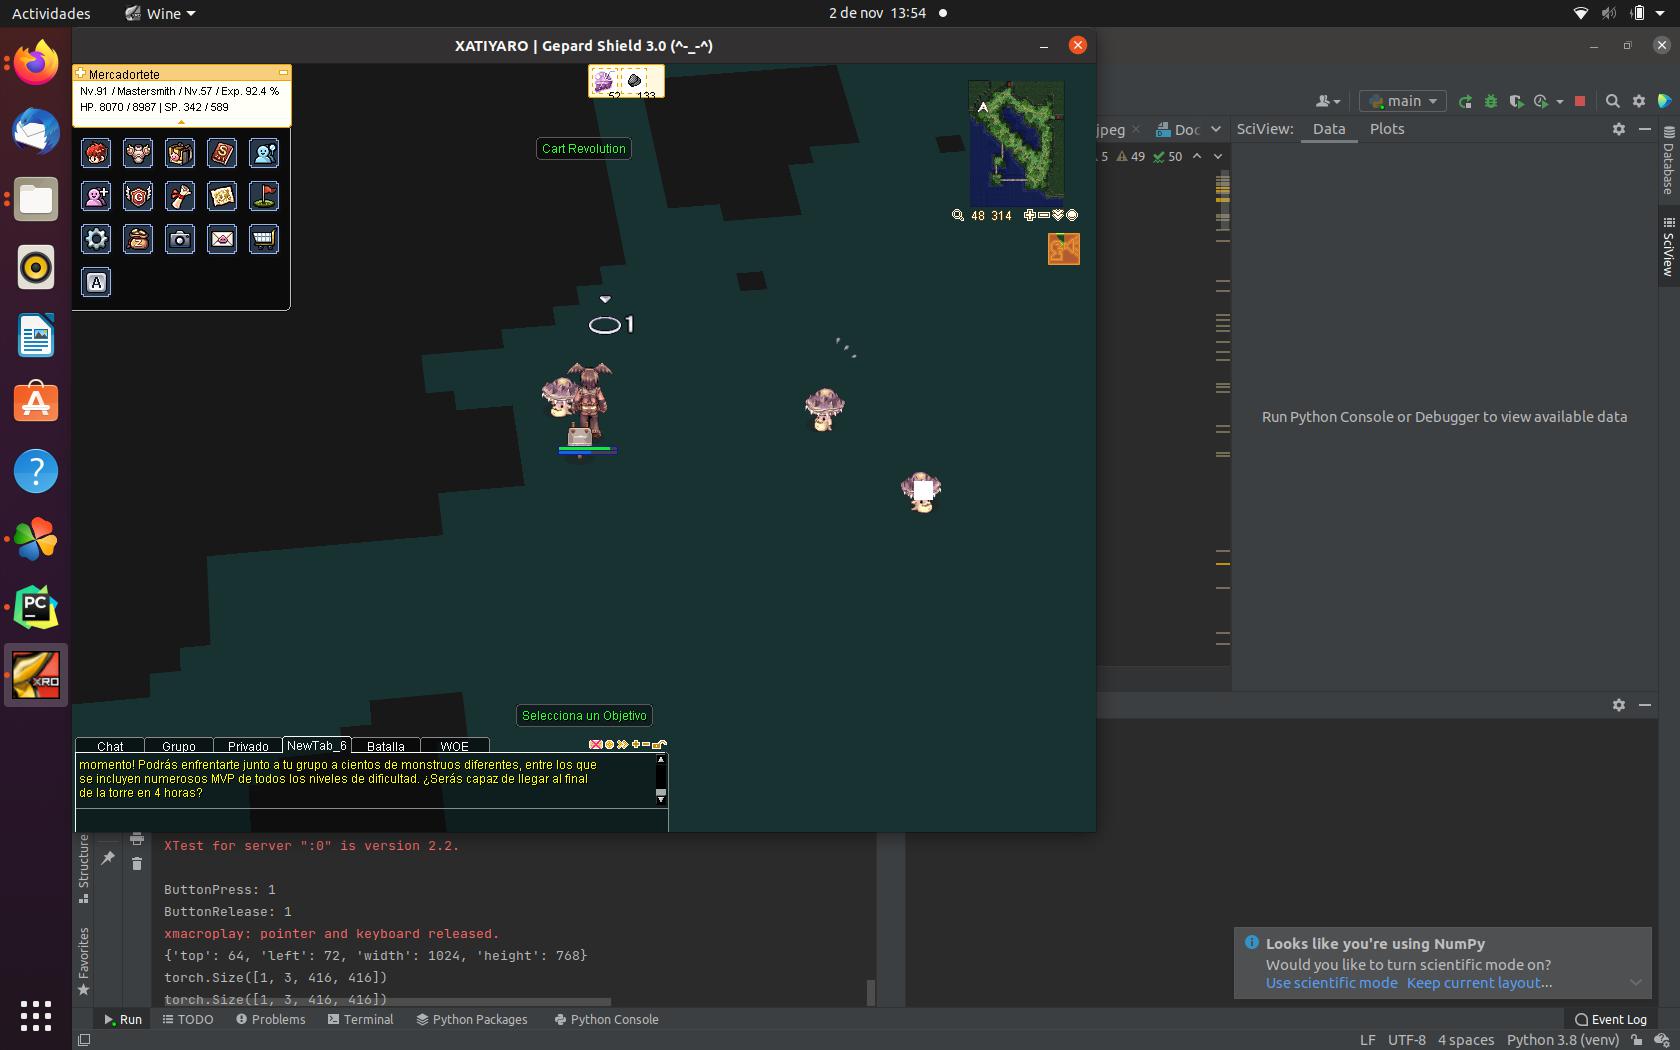 Actividades
Wine
2 de nov 13:54
XATIYARO | Gepard Shield 3.0 (^-_-^)
Mercadortete
Nv.91 / Mastersmith / Nv.57 / Exp. 92.4 %
HP. 8070 / 8987 | SP. 342 / 589
A
52
133
Cart Revolution
A
48 314
1
Selecciona un Objetivo
Chat
Grupo
Privado
NewTab_6
Batalla
WOE
momento! Podrás enfrentarte junto a tu grupo a cientos de monstruos diferentes, entre los que
se incluyen numerosos MVP de todos los niveles de dificultad. ¿Serás capaz de llegar al final
de la torre en 4 horas?
main
jpeg
Doc
SciView:
Data
Plots
5
49
50
Database
SciView
Run Python Console or Debugger to view available data
PC
XRO
Structure
Favorites
XTest for server ":0" is version 2.2.
ButtonPress: 1
ButtonRelease: 1
xmacroplay: pointer and keyboard released.
{'top': 64, 'left': 72, 'width': 1024, 'height': 768}
torch.Size([1, 3, 416, 416])
torch.Size([1, 3, 416, 416])
Looks like you're using NumPy
Would you like to turn scientific mode on?
Use scientific mode Keep current layout...
Run
TODO
Problems
Terminal
Python Packages
Python Console
Event Log
LF UTF-8 4 spaces Python 3.8 (venv)